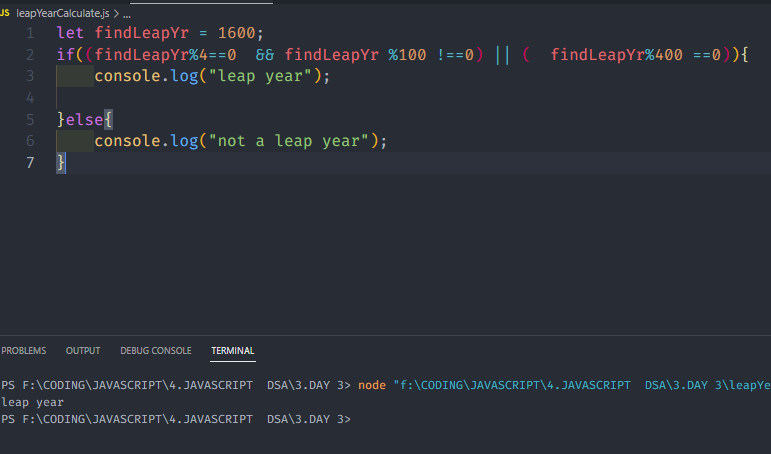 JS leapYearCalculate.js > ...
1 let findLeapYr = 1600;
2 if((findLeapYr%4==0  && findLeapYr %100 !==0) || (  findLeapYr%400 ==0)){
3     console.log("leap year");
4
5 }else{
6     console.log("not a leap year");
7 }
PROBLEMS OUTPUT DEBUG CONSOLE TERMINAL
PS F:\CODING\JAVASCRIPT\4.JAVASCRIPT  DSA\3.DAY 3> node "f:\CODING\JAVASCRIPT\4.JAVASCRIPT  DSA\3.DAY 3\leapYe
leap year
PS F:\CODING\JAVASCRIPT\4.JAVASCRIPT  DSA\3.DAY 3>